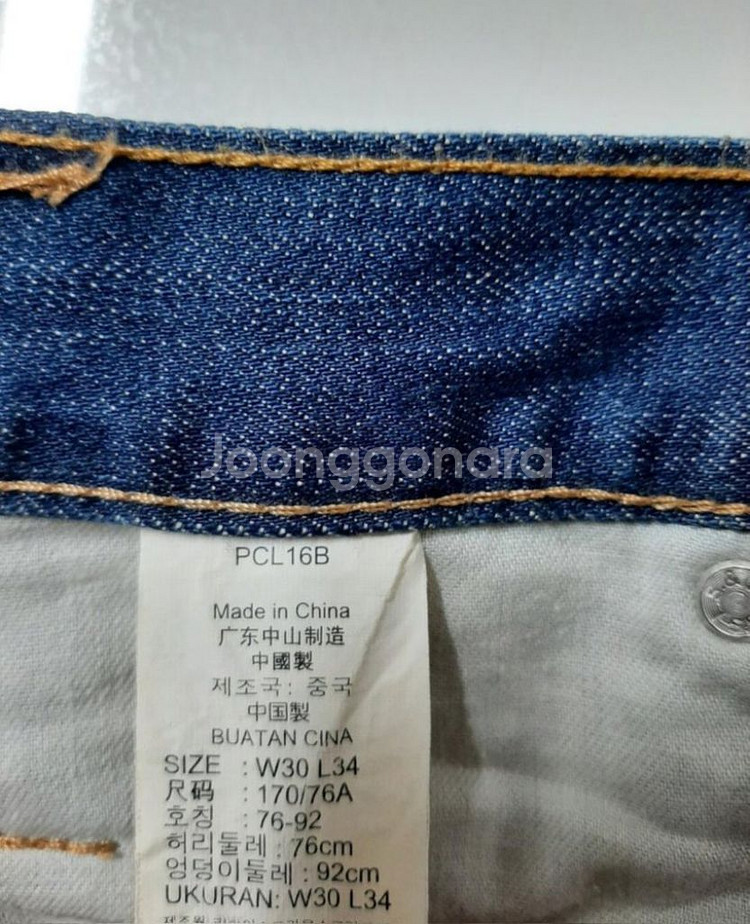 Joonggonara
PCL16B
Made in China
广东中山制造
中國製
제조국: 중국
中国製
BUATAN CINA
SIZE : W30 L34
尺码 : 170/76A
호칭 : 76-92
허리둘레 : 76cm
엉덩이둘레 : 92cm
UKURAN: W30 L34